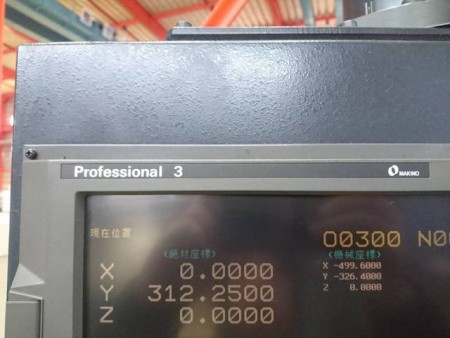 Professional 3
MAKINO
現在位置
O0300 N00
〈絶対座標〉
〈機械座標〉
X 0.0000
Y 312.2500
Z 0.0000
X -499.6000
Y -326.4000
Z 0.0000